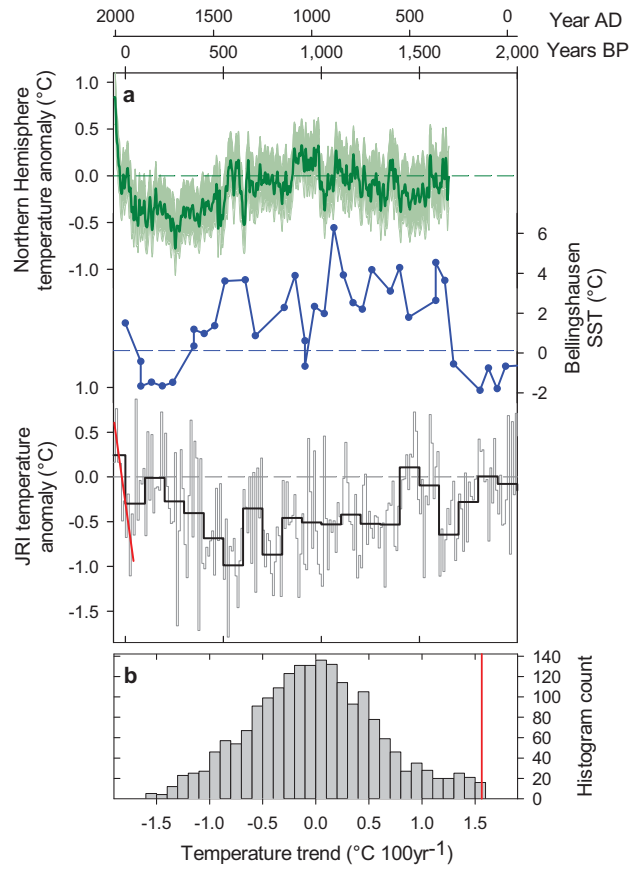 2000 1500 1000 500 0 Year AD
0 500 1,000 1,500 2,000 Years BP
a
Northern Hemisphere
temperature anomaly (°C)
1.0
0.5
0.0
-0.5
-1.0
Bellingshausen
SST (°C)
6
4
2
0
-2
JRI temperature
anomaly (°C)
1.0
0.5
0.0
-0.5
-1.0
-1.5
b
140
120
100
80
60
40
20
0
Histogram count
-1.5 -1.0 -0.5 0.0 0.5 1.0 1.5
Temperature trend (°C 100yr⁻¹)